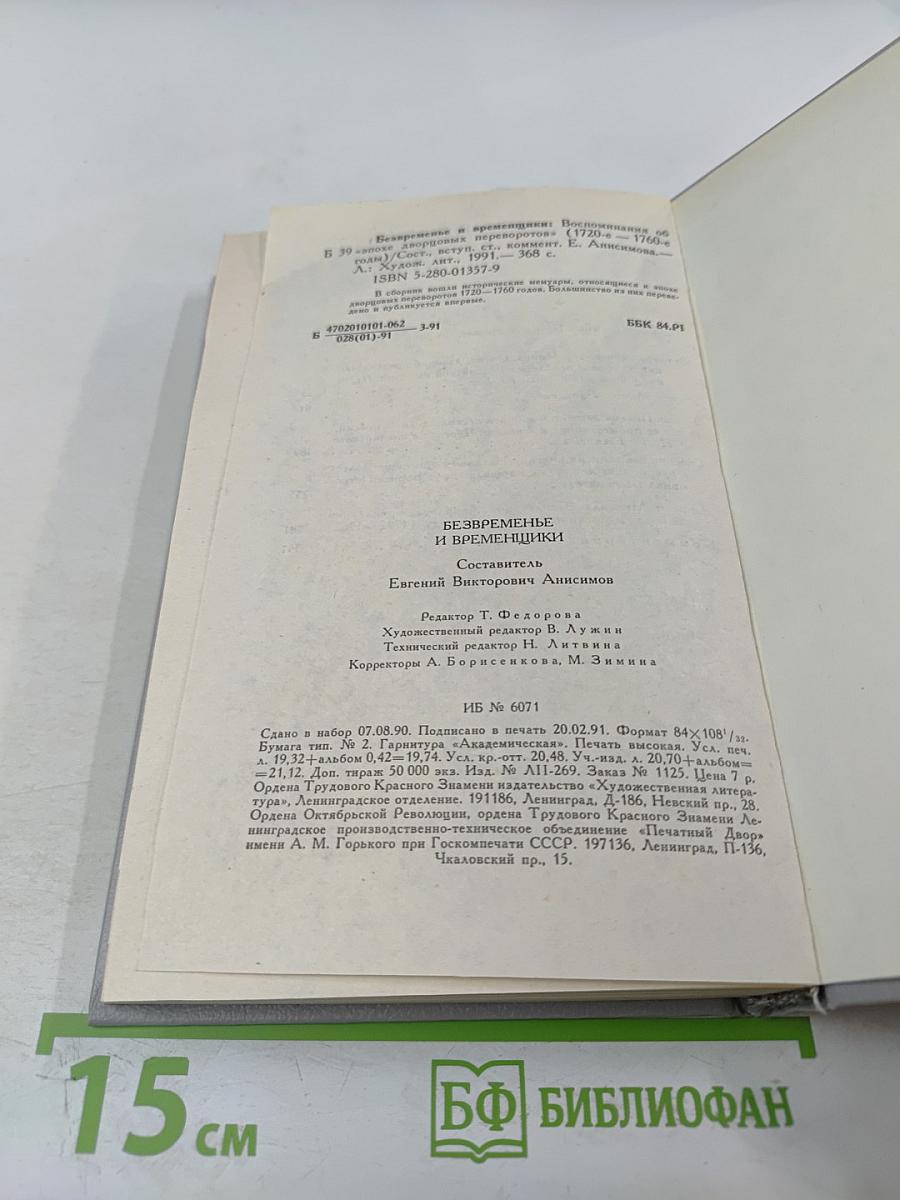 Безвременье и временщики: Воспоминания об
Б 39 «эпохе дворцовых переворотов» (1720-е — 1760-е
годы)/Сост., вступ. ст., коммент. Е. Анисимова.—
Л.: Худож. лит., 1991.— 368 с.
ISBN 5-280-01357-9
В сборник вошли исторические мемуары, относящиеся к эпохе
дворцовых переворотов 1720—1760 годов. Большинство из них переве-
дено и публикуется впервые.
Б 4702010101-062 3-91
028(01)-91
ББК 84.Р1
БЕЗВРЕМЕНЬЕ
И ВРЕМЕНЩИКИ
Составитель
Евгений Викторович Анисимов
Редактор Т. Федорова
Художественный редактор В. Лужин
Технический редактор Н. Литвина
Корректоры А. Борисенкова, М. Зимина
ИБ № 6071
Сдано в набор 07.08.90. Подписано в печать 20.02.91. Формат 84×108¹/₃₂.
Бумага тип. № 2. Гарнитура «Академическая». Печать высокая. Усл. печ.
л. 19,32+альбом 0,42=19,74. Усл. кр.-отт. 20,48. Уч.-изд. л. 20,70+альбом=
=21,12. Доп. тираж 50 000 экз. Изд. № ЛІІ-269. Заказ № 1125. Цена 7 р.
Ордена Трудового Красного Знамени издательство «Художественная литера-
тура», Ленинградское отделение. 191186, Ленинград, Д-186, Невский пр., 28.
Ордена Октябрьской Революции, ордена Трудового Красного Знамени Ле-
нинградское производственно-техническое объединение «Печатный Двор»
имени А. М. Горького при Госкомпечати СССР. 197136, Ленинград, П-136,
Чкаловский пр., 15.
15 см
БФ БИБЛИОФАН